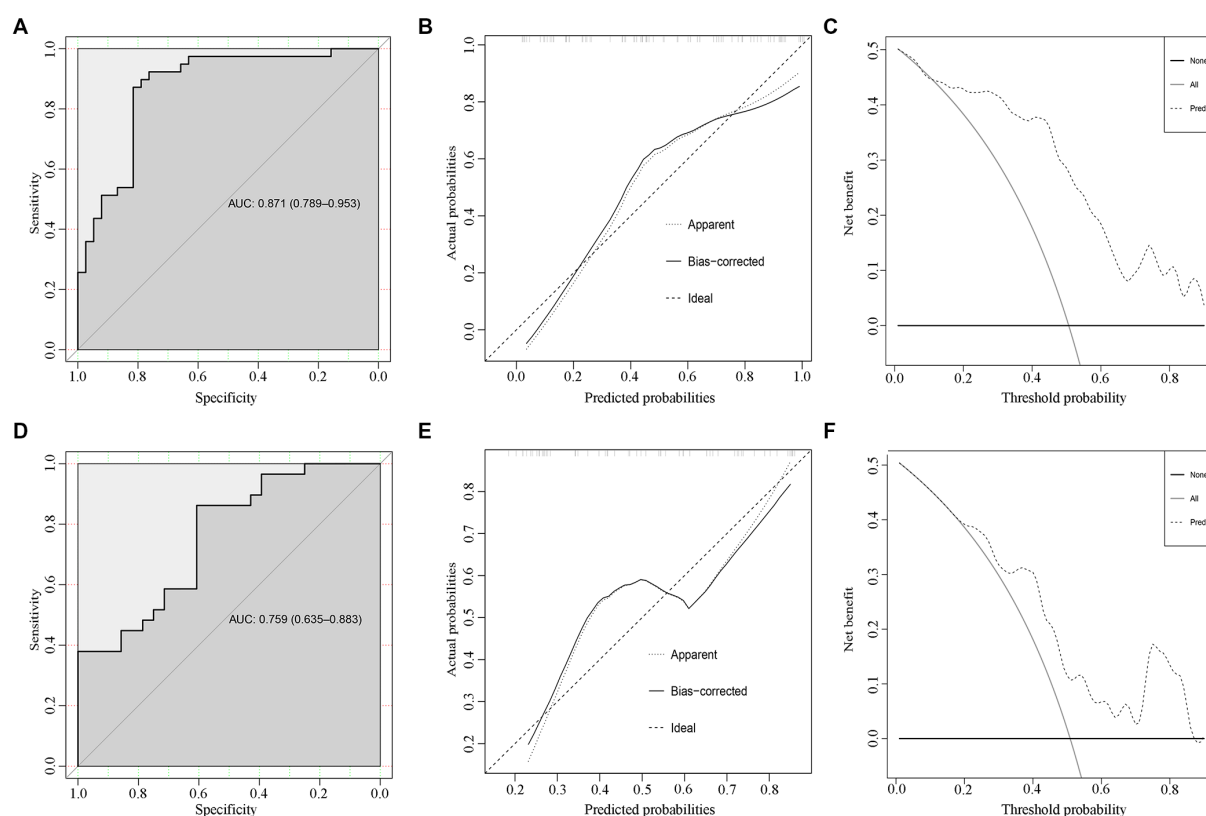 A
1.0
0.8
0.6
0.4
0.2
0.0
Sensitivity
AUC: 0.871 (0.789–0.953)
1.0 0.8 0.6 0.4 0.2 0.0
Specificity
B
1.0
0.8
0.6
0.4
0.2
0.0
Actual probabilities
Apparent
Bias−corrected
Ideal
0.0 0.2 0.4 0.6 0.8 1.0
Predicted probabilities
C
0.5
0.4
0.3
0.2
0.1
0.0
Net benefit
None
All
Pred
0.0 0.2 0.4 0.6 0.8
Threshold probability
D
1.0
0.8
0.6
0.4
0.2
0.0
Sensitivity
AUC: 0.759 (0.635–0.883)
1.0 0.8 0.6 0.4 0.2 0.0
Specificity
E
0.8
0.7
0.6
0.5
0.4
0.3
0.2
Actual probabilities
Apparent
Bias−corrected
Ideal
0.2 0.3 0.4 0.5 0.6 0.7 0.8
Predicted probabilities
F
0.5
0.4
0.3
0.2
0.1
0.0
Net benefit
None
All
Pred
0.0 0.2 0.4 0.6 0.8
Threshold probability